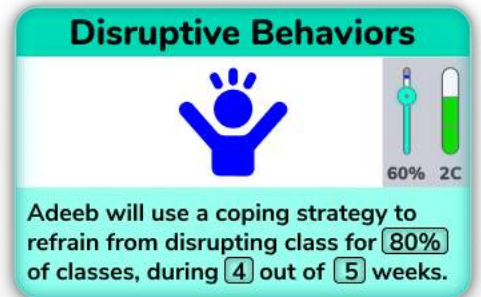 Disruptive Behaviors
60% 2C
Adeeb will use a coping strategy to
refrain from disrupting class for 80%
of classes, during 4 out of 5 weeks.